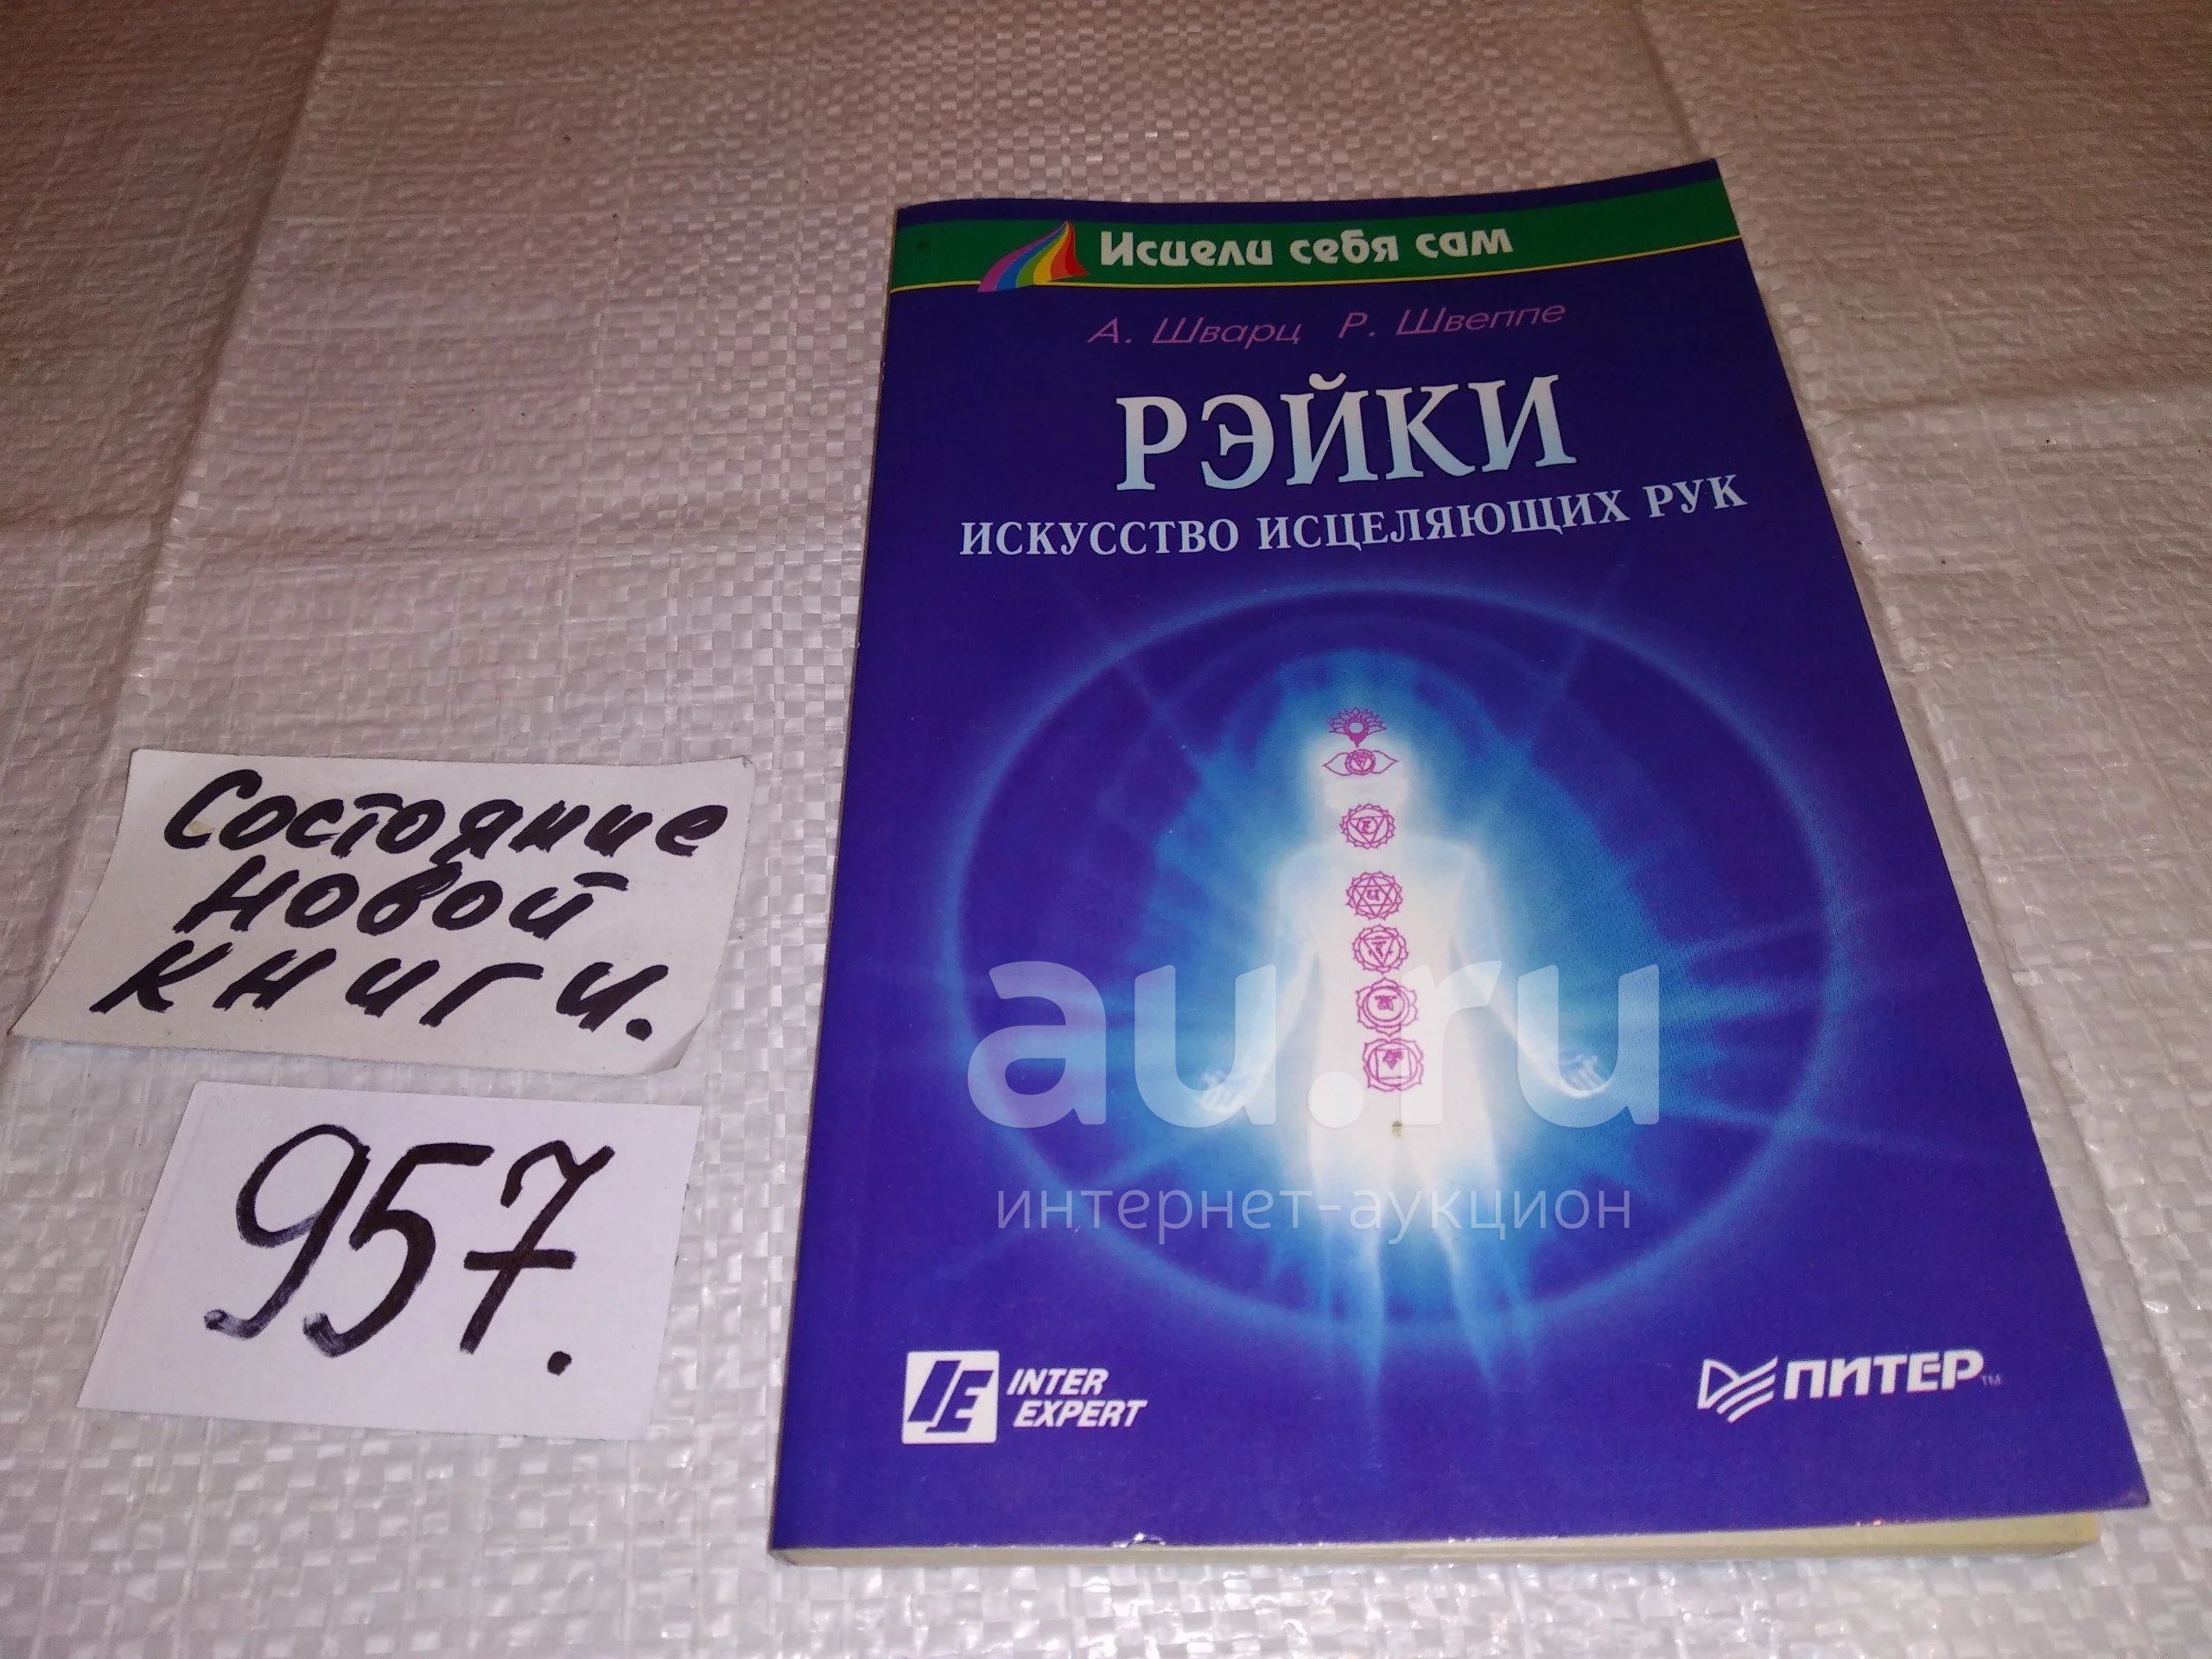 Исцели себя сам
А. Шварц Р. Швеппе
РЭЙКИ
ИСКУССТВО ИСЦЕЛЯЮЩИХ РУК
Состояние
новой
книги.
957.
au.ru
интернет-аукцион
IE INTER
EXPERT
ПИТЕР™